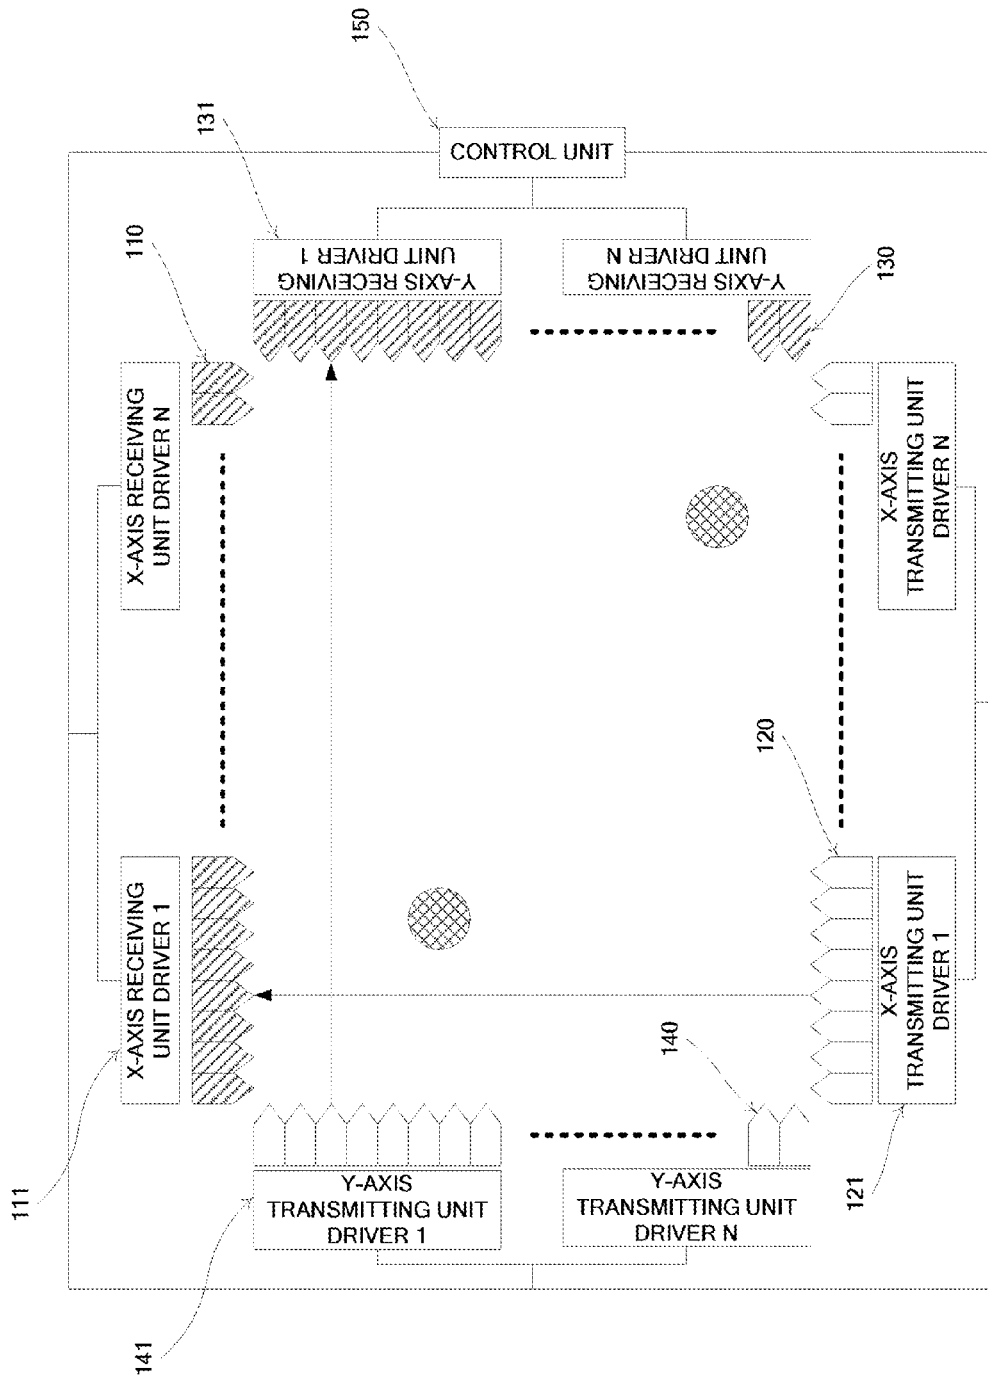 150
CONTROL UNIT
131
110
Y-AXIS RECEIVING
UNIT DRIVER 1
Y-AXIS RECEIVING
UNIT DRIVER N
130
X-AXIS RECEIVING
UNIT DRIVER N
X-AXIS
TRANSMITTING UNIT
DRIVER N
120
X-AXIS RECEIVING
UNIT DRIVER 1
X-AXIS
TRANSMITTING UNIT
DRIVER 1
140
111
Y-AXIS
TRANSMITTING UNIT
DRIVER 1
Y-AXIS
TRANSMITTING UNIT
DRIVER N
121
141